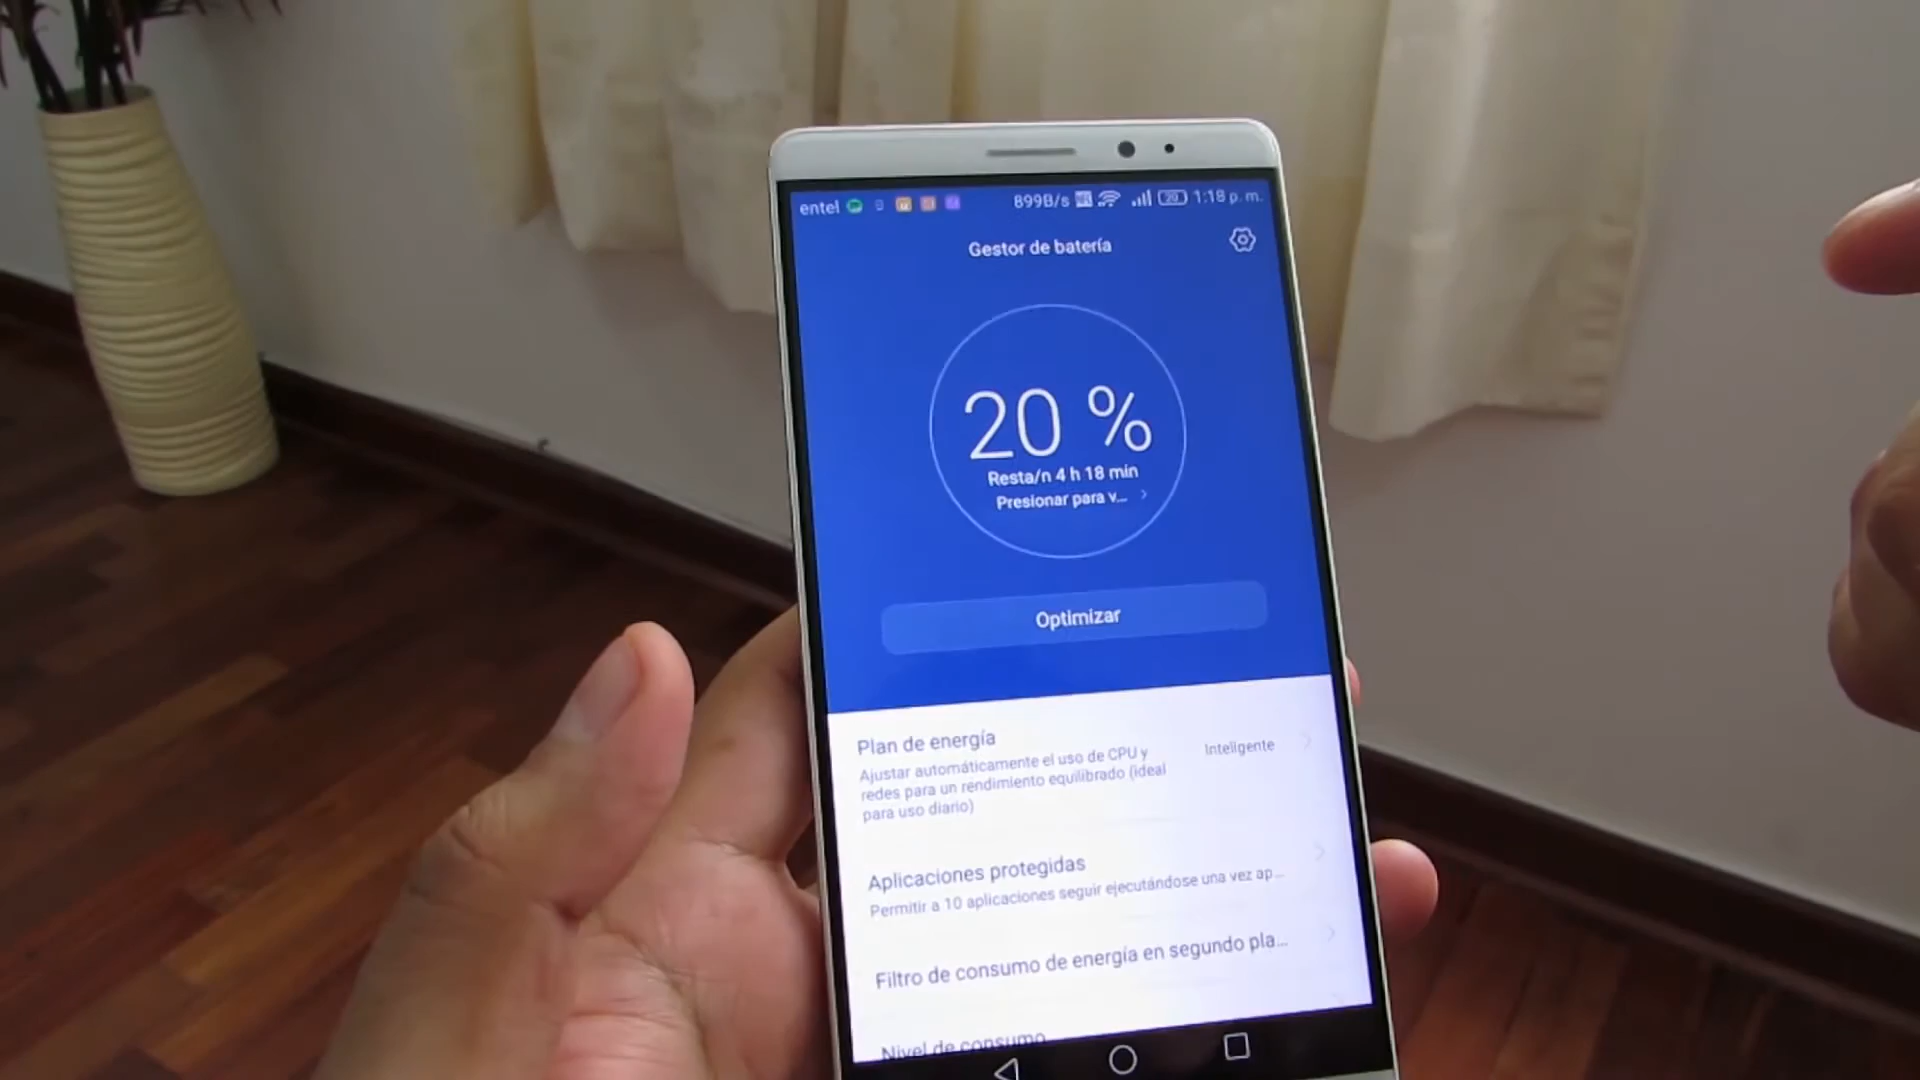 entel 899B/s 20 1:18 p. m.
Gestor de batería
20 %
Resta/n 4 h 18 min
Presionar para v...
Optimizar
Plan de energía
Inteligente
Ajustar automáticamente el uso de CPU y
redes para un rendimiento equilibrado (ideal
para uso diario)
Aplicaciones protegidas
Permitir a 10 aplicaciones seguir ejecutándose una vez ap...
Filtro de consumo de energía en segundo pla...
Nivel de consumo